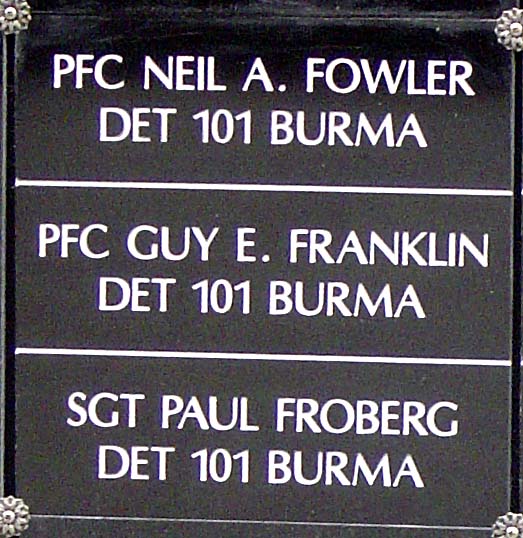 PFC NEIL A. FOWLER
DET 101 BURMA
PFC GUY E. FRANKLIN
DET 101 BURMA
SGT PAUL FROBERG
DET 101 BURMA